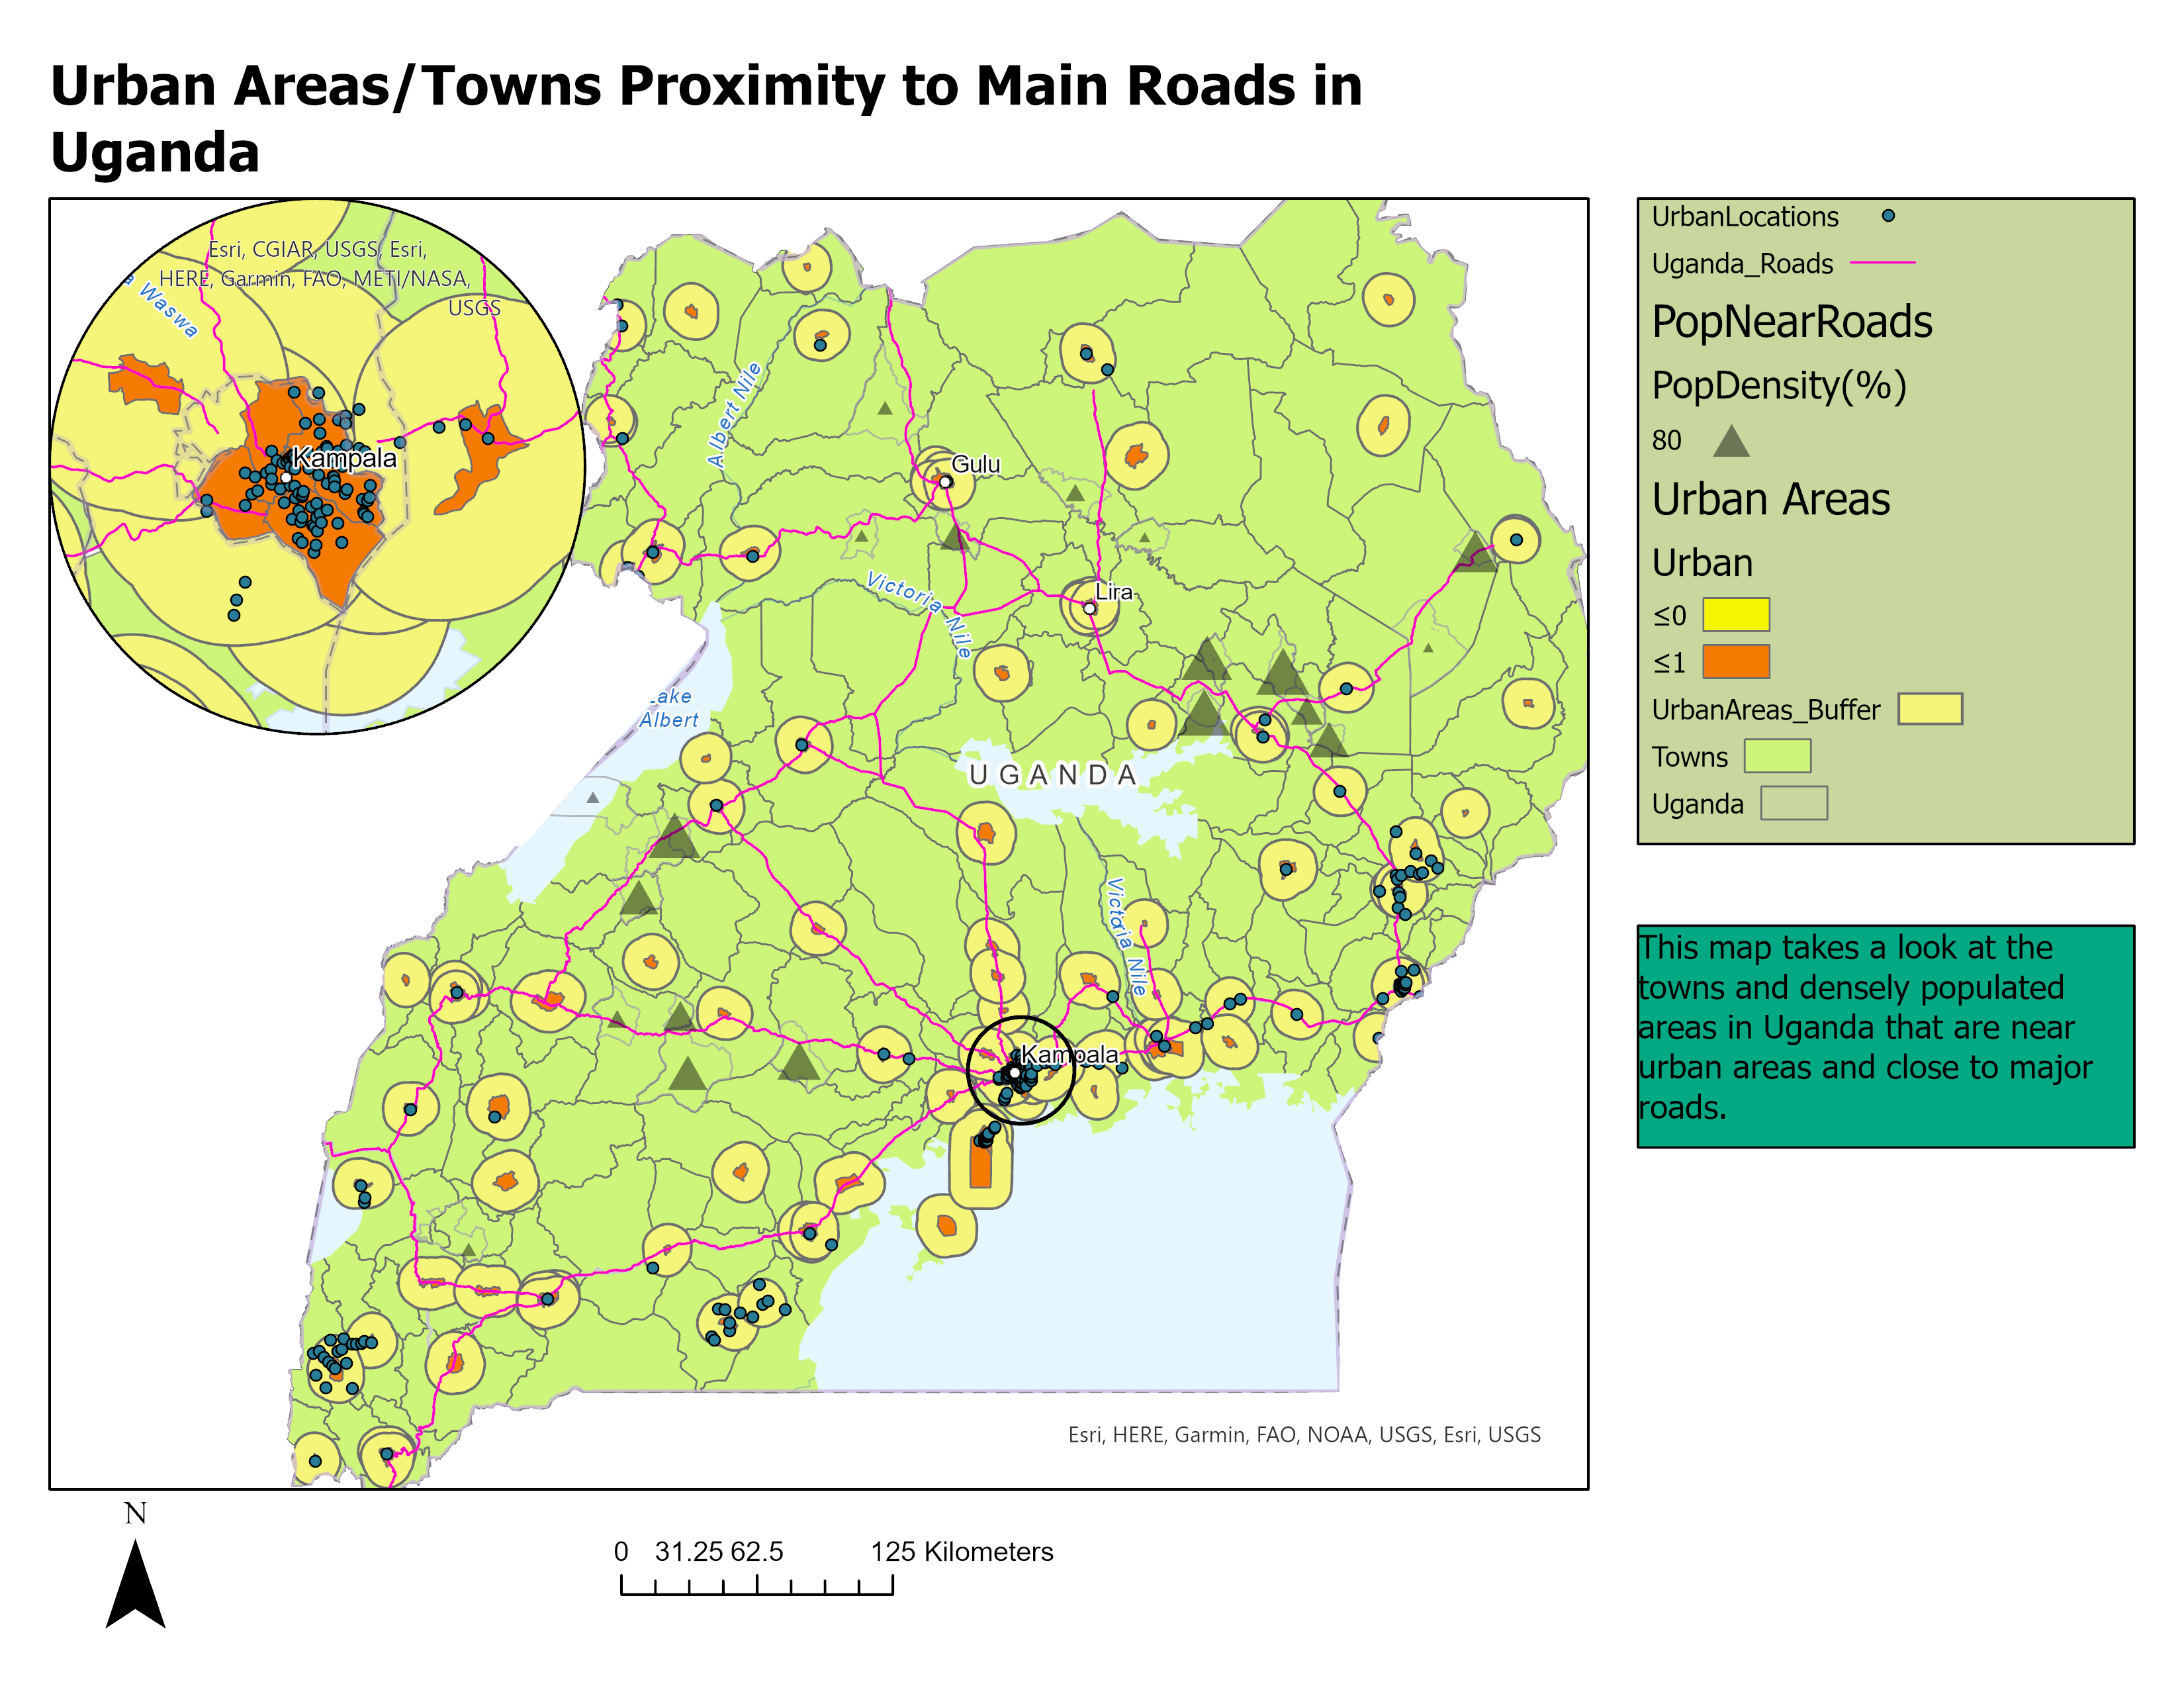 Urban Areas/Towns Proximity to Main Roads in
Uganda
Esri, CGIAR, USGS, Esri,
HERE, Garmin, FAO, METI/NASA,
USGS
a Waswa
Kampala
Albert Nile
Gulu
Victoria Nile
Lira
Lake
Albert
UGANDA
Victoria Nile
Kampala
Esri, HERE, Garmin, FAO, NOAA, USGS, Esri, USGS
UrbanLocations
Uganda_Roads
PopNearRoads
PopDensity(%)
80
Urban Areas
Urban
≤0
≤1
UrbanAreas_Buffer
Towns
Uganda
This map takes a look at the
towns and densely populated
areas in Uganda that are near
urban areas and close to major
roads.
N
0 31.25 62.5 125 Kilometers